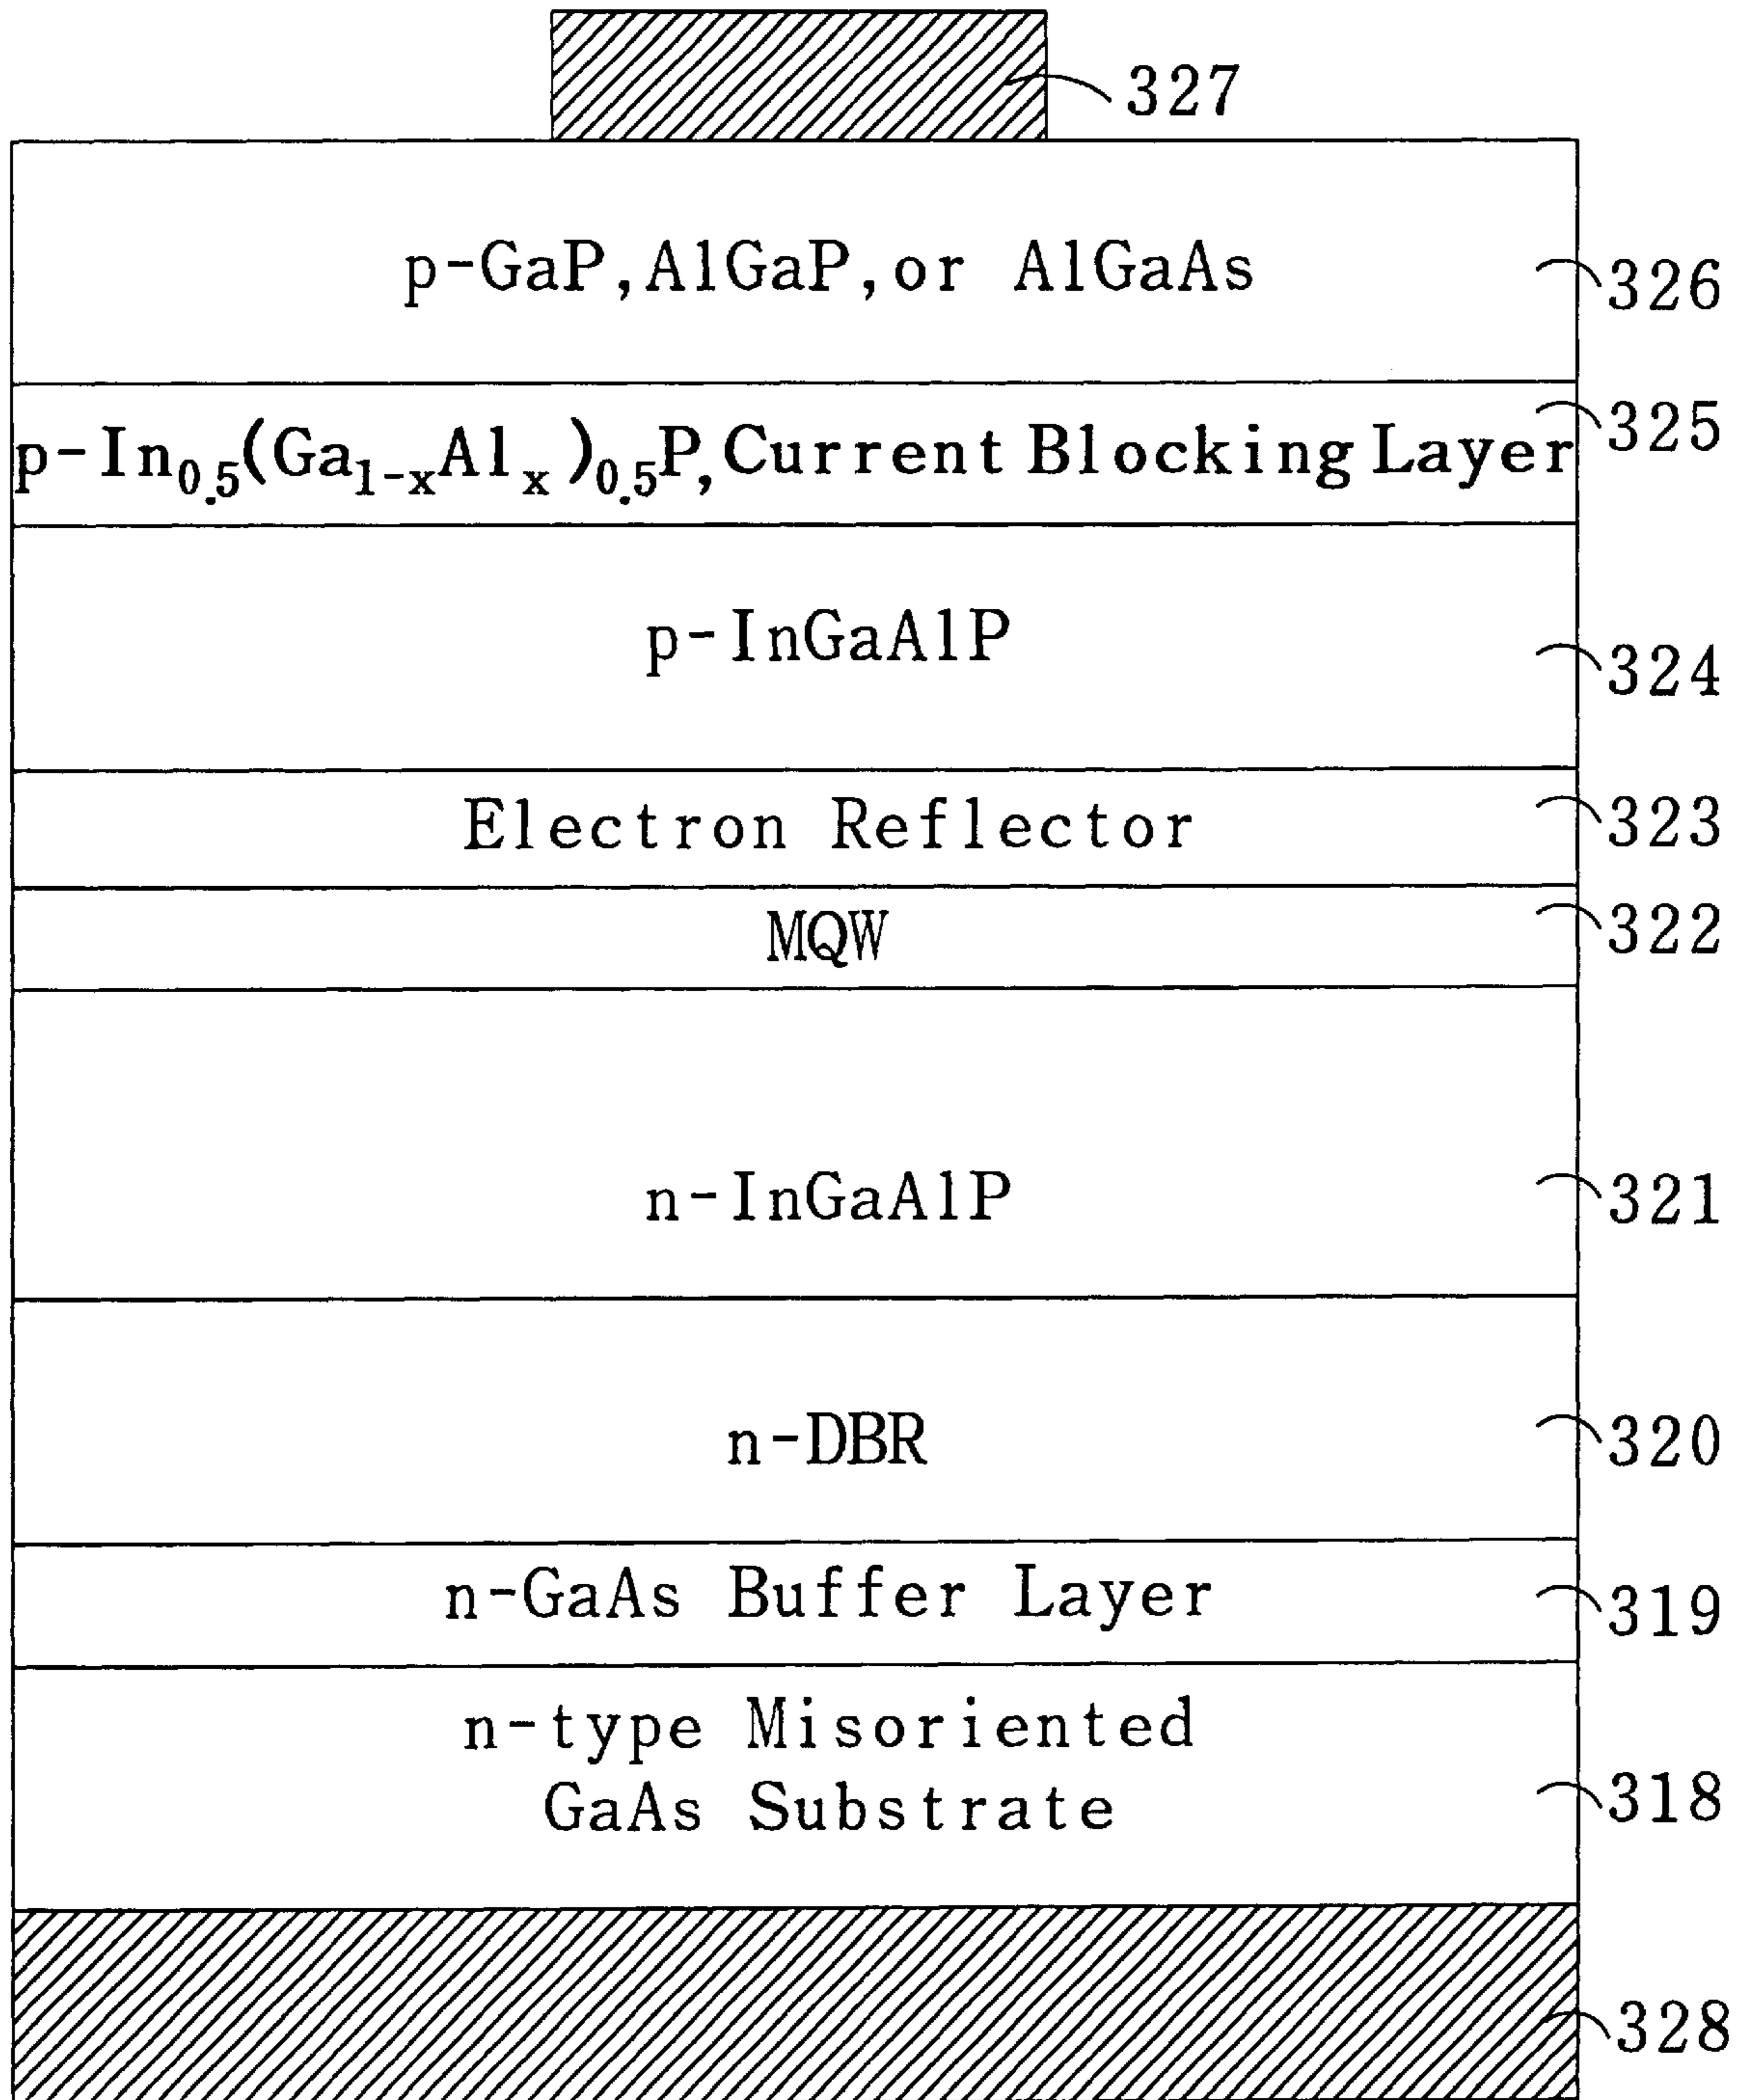 327
p-GaP,AlGaP,or AlGaAs
326
p-In0.5(Ga1-xAlx)0.5P,Current Blocking Layer
325
p-InGaAlP
324
Electron Reflector
323
MQW
322
n-InGaAlP
321
n-DBR
320
n-GaAs Buffer Layer
319
n-type Misoriented
GaAs Substrate
318
328